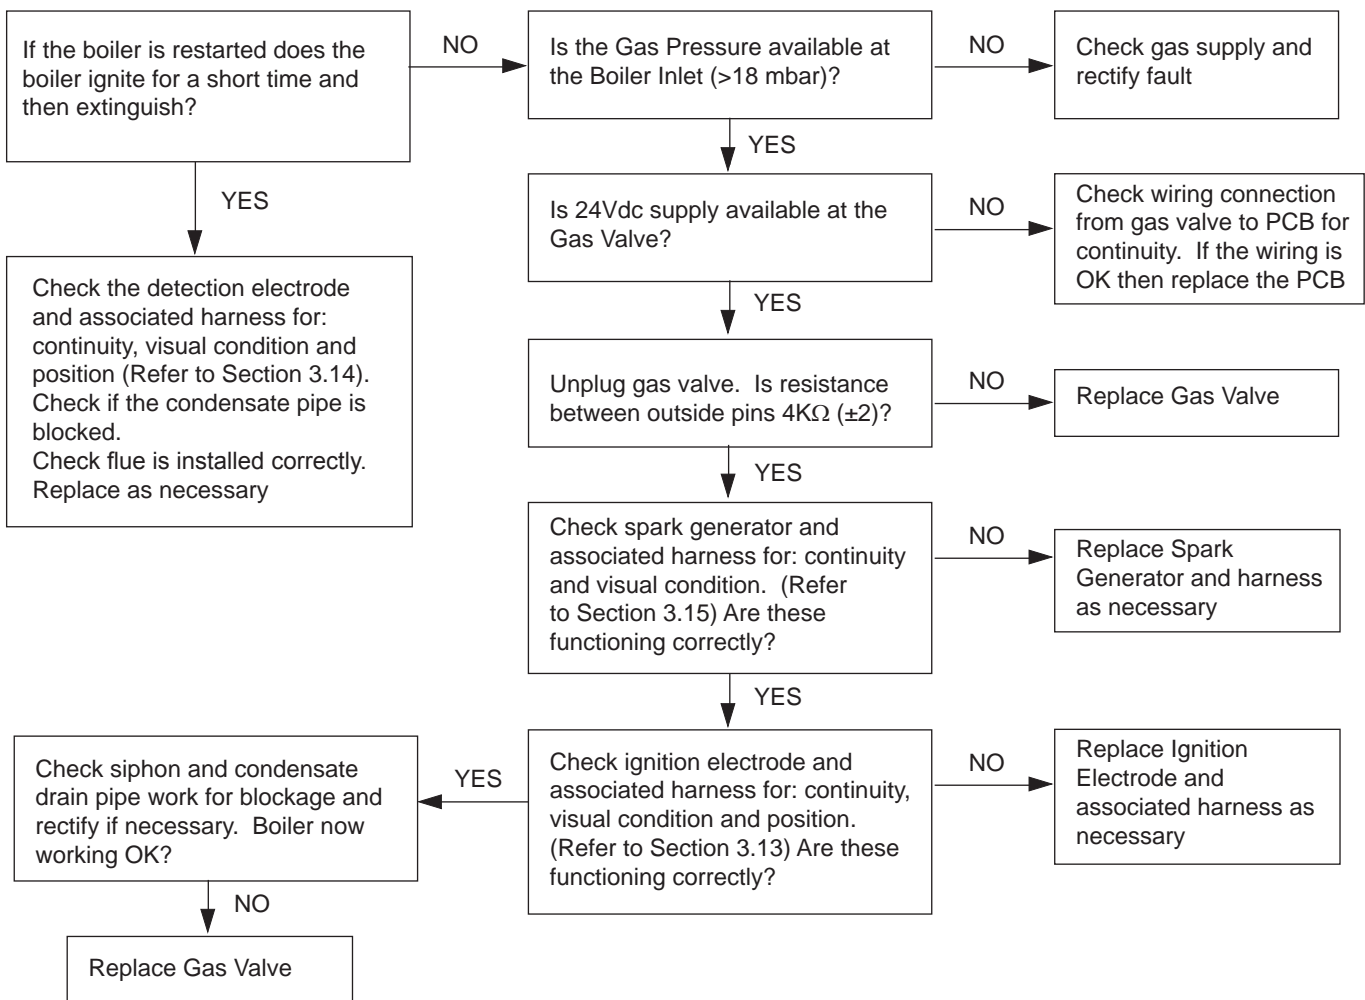 If the boiler is restarted does the
boiler ignite for a short time and
then extinguish?
NO
Is the Gas Pressure available at
the Boiler Inlet (>18 mbar)?
NO
Check gas supply and
rectify fault
YES
YES
Is 24Vdc supply available at the
Gas Valve?
NO
Check wiring connection
from gas valve to PCB for
continuity.  If the wiring is
OK then replace the PCB
Check the detection electrode
and associated harness for:
continuity, visual condition and
position (Refer to Section 3.14).
Check if the condensate pipe is
blocked.
Check flue is installed correctly.
Replace as necessary
YES
Unplug gas valve.  Is resistance
between outside pins 4KΩ (±2)?
NO
Replace Gas Valve
YES
Check spark generator and
associated harness for: continuity
and visual condition.  (Refer
to Section 3.15) Are these
functioning correctly?
NO
Replace Spark
Generator and harness
as necessary
YES
Check ignition electrode and
associated harness for: continuity,
visual condition and position.
(Refer to Section 3.13) Are these
functioning correctly?
NO
Replace Ignition
Electrode and
associated harness as
necessary
YES
Check siphon and condensate
drain pipe work for blockage and
rectify if necessary.  Boiler now
working OK?
NO
Replace Gas Valve